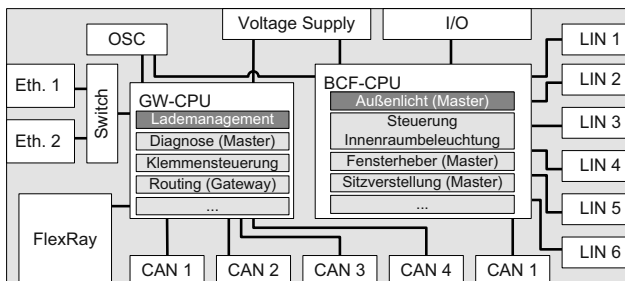 Voltage Supply
I/O
OSC
LIN 1
Eth. 1
Switch
GW-CPU
Lademanagement
Diagnose (Master)
Klemmensteuerung
Routing (Gateway)
...
BCF-CPU
Außenlicht (Master)
Steuerung
Innenraumbeleuchtung
Fensterheber (Master)
Sitzverstellung (Master)
...
LIN 2
LIN 3
Eth. 2
LIN 4
LIN 5
LIN 6
FlexRay
CAN 1
CAN 2
CAN 3
CAN 4
CAN 1